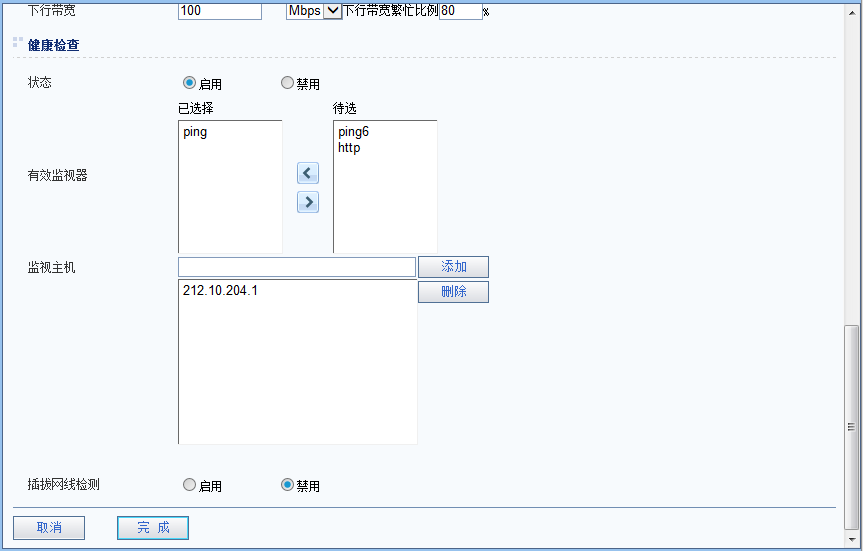 下行带宽 100 Mbps 下行带宽繁忙比例 80 %
健康检查
状态 启用 禁用
已选择 待选
ping ping6
http
有效监视器
监视主机 添加
212.10.204.1 删除
插拔网线检测 启用 禁用
取消 完 成